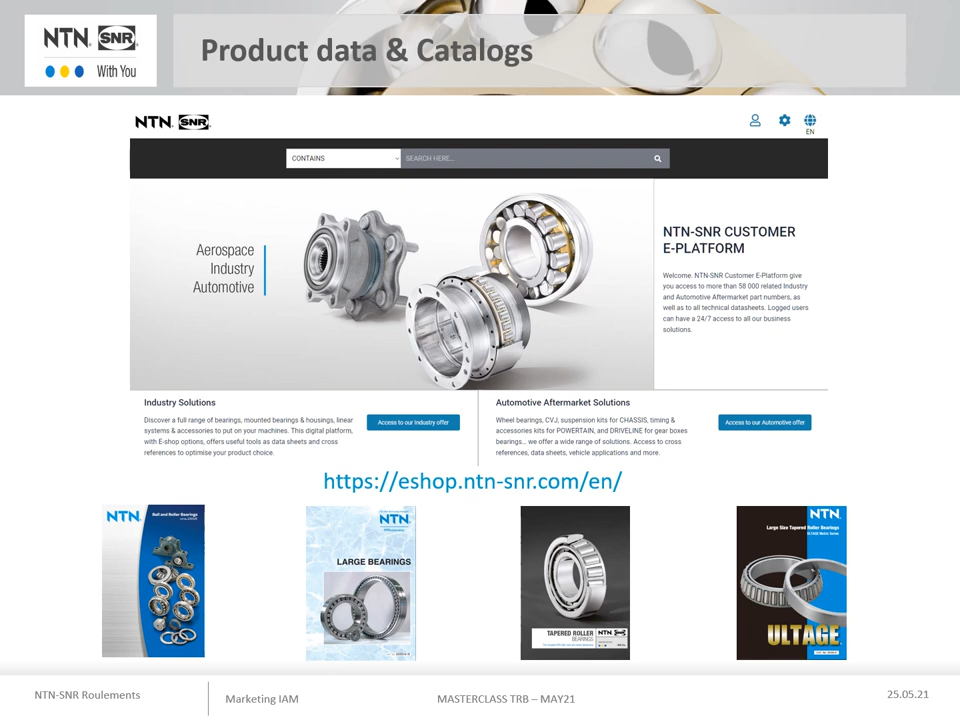 NTN SNR
With You
Product data & Catalogs
NTN SNR
EN
CONTAINS
SEARCH HERE...
Aerospace
Industry
Automotive
NTN-SNR CUSTOMER
E-PLATFORM
Welcome. NTN-SNR Customer E-Platform give
you access to more than 58 000 related Industry
and Automotive Aftermarket part numbers, as
well as to all technical datasheets. Logged users
can have a 24/7 access to all our business
solutions.
Industry Solutions
Discover a full range of bearings, mounted bearings & housings, linear
systems & accessories to put on your machines. This digital platform,
with E-shop options, offers useful tools as data sheets and cross
references to optimise your product choice.
Access to our Industry offer
Automotive Aftermarket Solutions
Wheel bearings, CVJ, suspension kits for CHASSIS, timing &
accessories kits for POWERTAIN, and DRIVELINE for gear boxes
bearings... we offer a wide range of solutions. Access to cross
references, data sheets, vehicle applications and more.
Access to our Automotive offer
https://eshop.ntn-snr.com/en/
NTN
Ball and Roller Bearings
NTN
LARGE BEARINGS
TAPERED ROLLER
BEARINGS
NTN SNR
NTN
Large Size Tapered Roller Bearings
ULTAGE Metric Series
ULTAGE
NTN-SNR Roulements
Marketing IAM
MASTERCLASS TRB – MAY21
25.05.21